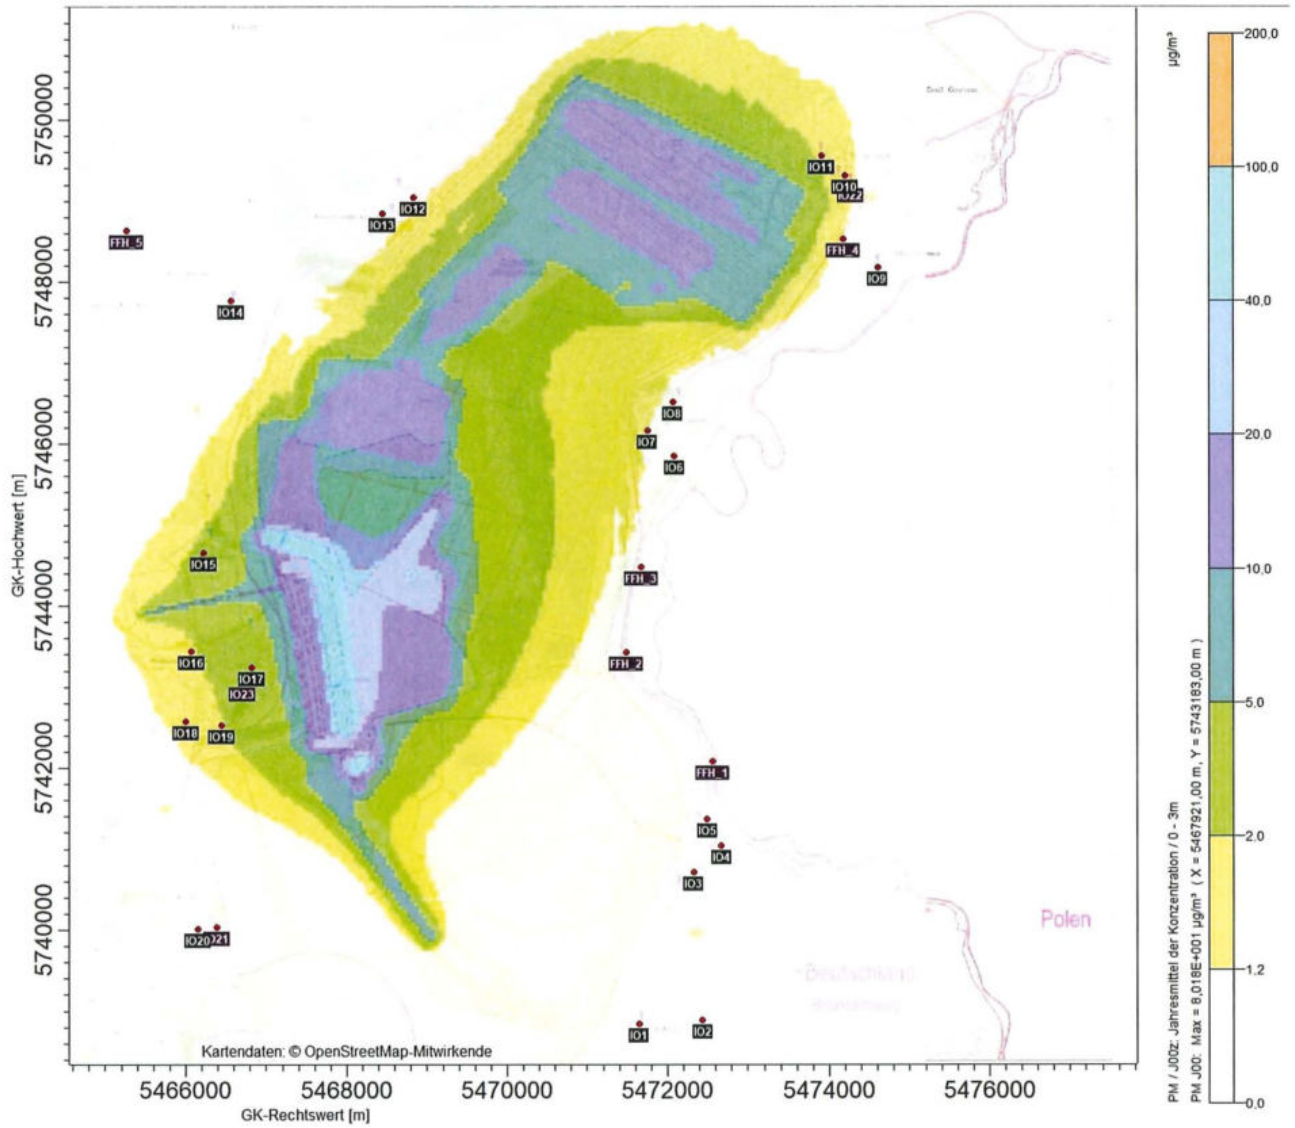 µg/m³
200,0
100,0
40,0
20,0
10,0
5,0
2,0
1,2
0,0
PM / J00z: Jahresmittel der Konzentration / 0 - 3m
PM J00: Max = 8,018E+001 µg/m³ ( X = 5467921,00 m, Y = 5743183,00 m )
GK-Hochwert [m]
5750000
5748000
5746000
5744000
5742000
5740000
IO11
IO10
IO22
IO12
IO13
FFH_5
FFH_4
IO9
IO14
IO8
IO7
IO6
IO15
FFH_3
IO16
FFH_2
IO17
IO23
IO18
IO19
FFH_1
IO5
IO4
IO3
IO20
IO21
Polen
Deutschland
IO1
IO2
Kartendaten: © OpenStreetMap-Mitwirkende
5466000
5468000
5470000
5472000
5474000
5476000
GK-Rechtswert [m]